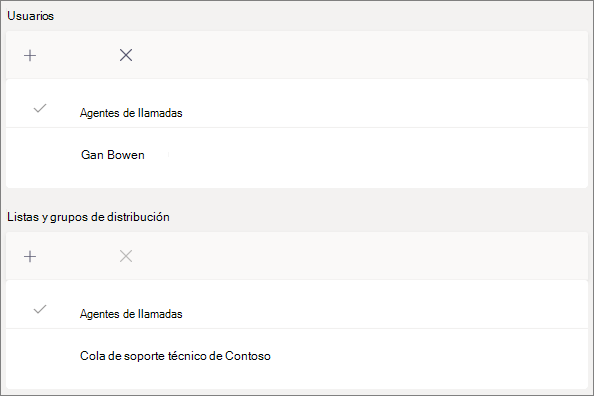 Usuarios
Agentes de llamadas
Gan Bowen
Listas y grupos de distribución
Agentes de llamadas
Cola de soporte técnico de Contoso